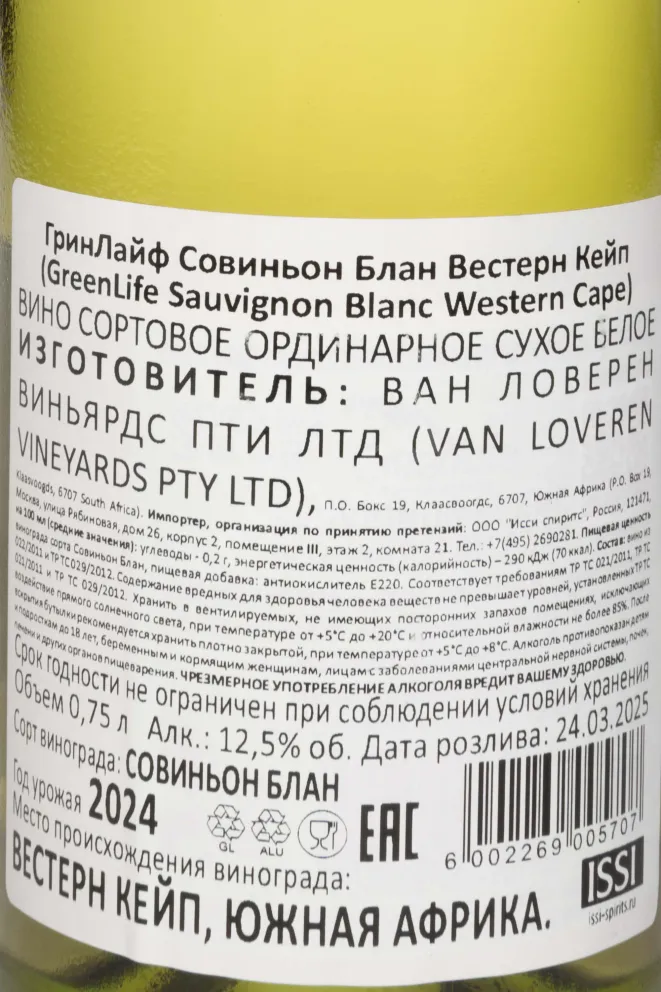 ГринЛайф Совиньон Блан Вестерн Кейп
(GreenLife Sauvignon Blanc Western Cape)
ВИНО СОРТОВОЕ ОРДИНАРНОЕ СУХОЕ БЕЛОЕ
ИЗГОТОВИТЕЛЬ: ВАН ЛОВЕРЕН
ВИНЬЯРДС ПТИ ЛТД (VAN LOVEREN
VINEYARDS PTY LTD), П.О. Бокс 19, Клаасвоогдс, 6707, Южная Африка (P.O. Box 19,
Klaasvoogds, 6707 South Africa). Импортер, организация по принятию претензий: ООО "Исси спиритс", Россия, 121471,
Москва, улица Рябиновая, дом 26, корпус 2, помещение III, этаж 2, комната 21. Тел.: +7(495) 2690281. Пищевая ценность
на 100 мл (средние значения): углеводы - 0,2 г, энергетическая ценность (калорийность) – 290 кДж (70 ккал). Состав: вино из
винограда сорта Совиньон Блан, пищевая добавка: антиокислитель Е220. Соответствует требованиям ТР ТС 021/2011, ТР ТС
022/2011 и ТР ТС 029/2012. Содержание вредных для здоровья человека веществ не превышает уровней, установленных ТР ТС
021/2011 и ТР ТС 029/2012. Хранить в вентилируемых, не имеющих посторонних запахов помещениях, исключающих
воздействие прямого солнечного света, при температуре от +5°С до +20°С и относительной влажности не более 85%. После
вскрытия бутылки рекомендуется хранить плотно закрытой, при температуре от +5°С до +8°С. Алкоголь противопоказан детям
и подросткам до 18 лет, беременным и кормящим женщинам, лицам с заболеваниями центральной нервной системы, почек,
печени и других органов пищеварения. ЧРЕЗМЕРНОЕ УПОТРЕБЛЕНИЕ АЛКОГОЛЯ ВРЕДИТ ВАШЕМУ ЗДОРОВЬЮ.
Срок годности не ограничен при соблюдении условий хранения
Объем 0,75 л Алк.: 12,5% об. Дата розлива: 24.03.2025
Сорт винограда: СОВИНЬОН БЛАН
Год урожая 2024
GL ALU
EAC
6 002269 005707
Место происхождения винограда:
ВЕСТЕРН КЕЙП, ЮЖНАЯ АФРИКА.
ISSI
issi-spirits.ru